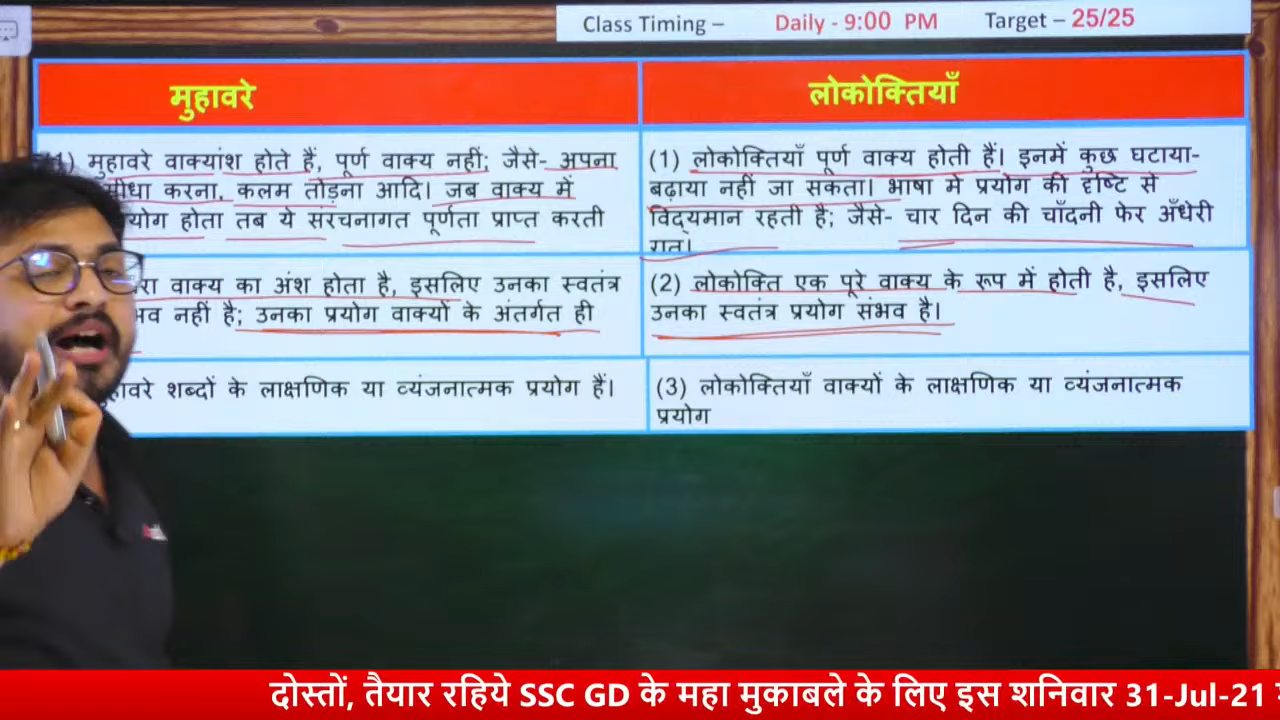 Class Timing – Daily - 9:00 PM Target – 25/25
मुहावरे
लोकोक्तियाँ
मुहावरे वाक्यांश होते हैं, पूर्ण वाक्य नहीं; जैसे- अपना
सीधा करना, कलम तोड़ना आदि। जब वाक्य में
होता तब ये संरचनागत पूर्णता प्राप्त करती
(1) लोकोक्तियाँ पूर्ण वाक्य होती हैं। इनमें कुछ घटाया-
बढ़ाया नहीं जा सकता। भाषा में प्रयोग की दृष्टि से
विद्यमान रहती है; जैसे- चार दिन की चाँदनी फेर अँधेरी
रात।
वाक्य का अंश होता है, इसलिए उनका स्वतंत्र
नहीं है; उनका प्रयोग वाक्यों के अंतर्गत ही
(2) लोकोक्ति एक पूरे वाक्य के रूप में होती है, इसलिए
उनका स्वतंत्र प्रयोग संभव है।
शब्दों के लाक्षणिक या व्यंजनात्मक प्रयोग हैं।
(3) लोकोक्तियाँ वाक्यों के लाक्षणिक या व्यंजनात्मक
प्रयोग
दोस्तों, तैयार रहिये SSC GD के महा मुकाबले के लिए इस शनिवार 31-Jul-21